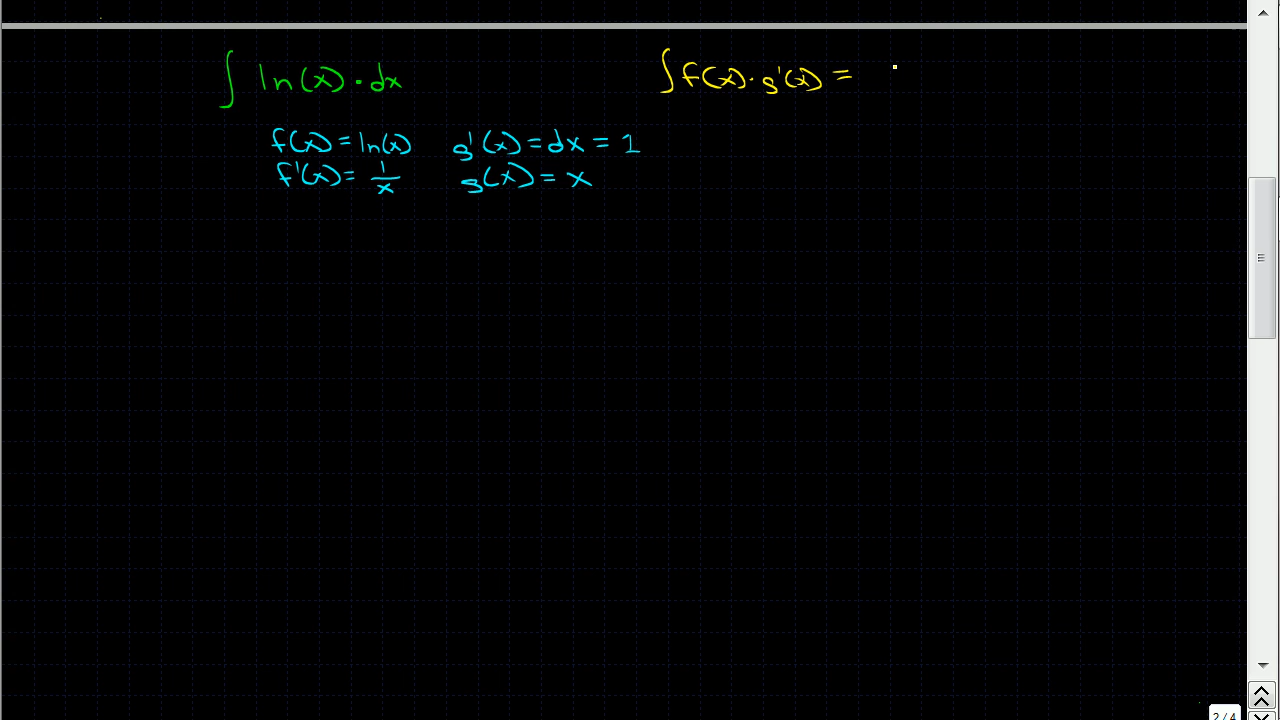 ∫ ln(x) · dx
∫ f(x) · g'(x) =
f(x) = ln(x) g'(x) = dx = 1
f'(x) = 1/x g(x) = x
2/4